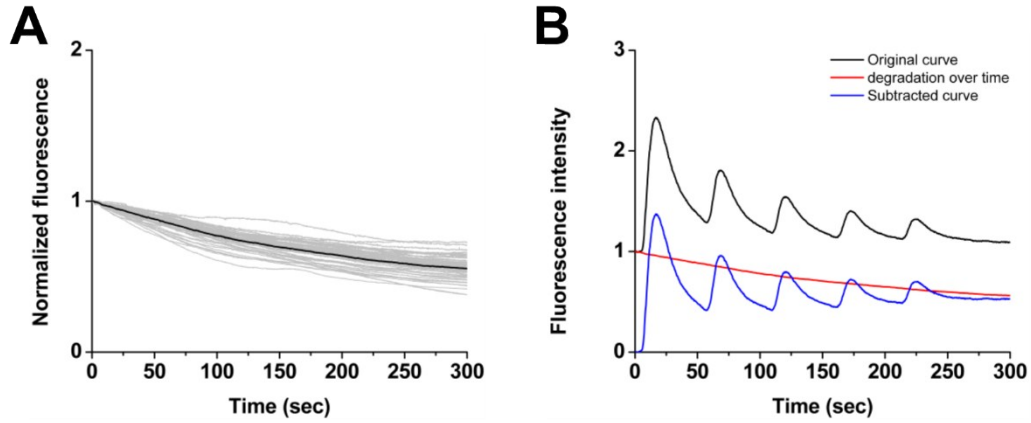 A
Normalized fluorescence
2
1
0
0 50 100 150 200 250 300
Time (sec)
B
Fluorescence intensity
3
2
1
0
Original curve
degradation over time
Subtracted curve
0 50 100 150 200 250 300
Time (sec)